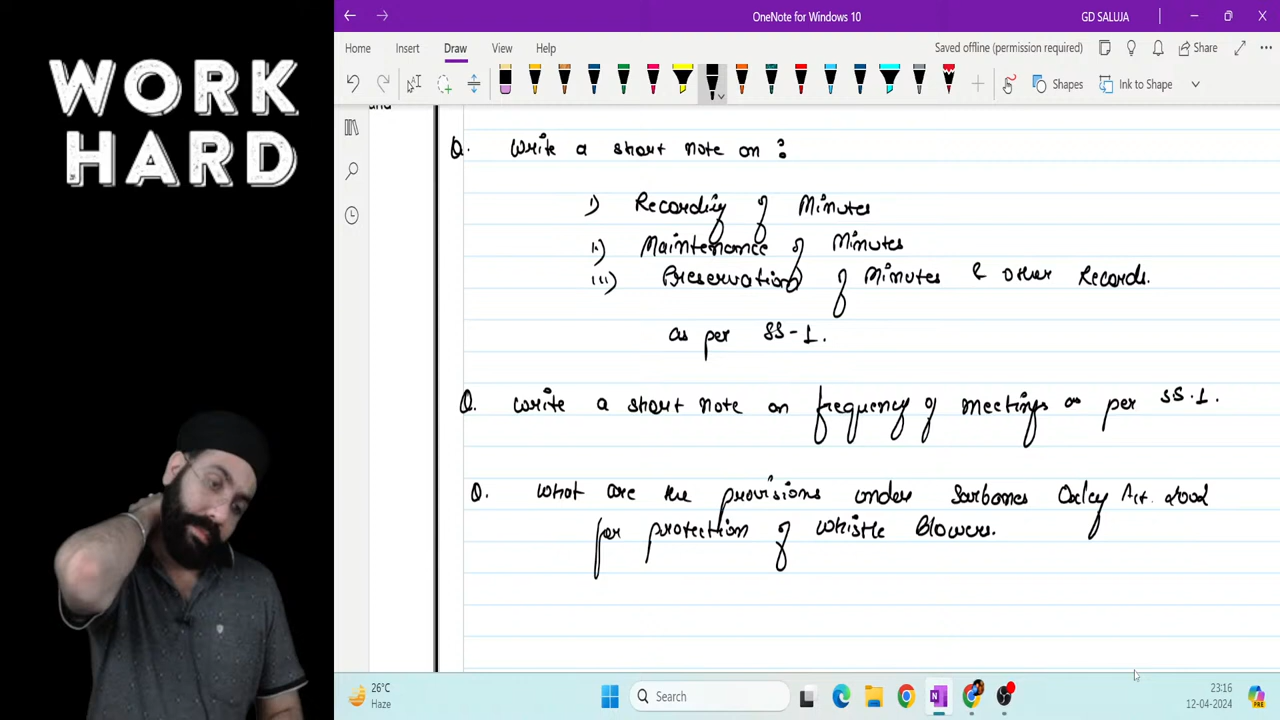 WORK
HARD
OneNote for Windows 10
GD SALUJA
Home Insert Draw View Help
Saved offline (permission required)
Share
Shapes
Ink to Shape
and
Q. Write a short note on :
i) Recording of Minutes
ii) Maintenance of Minutes
iii) Preservation of Minutes & other Records.
as per SS-1.
Q. Write a short note on frequency of meetings as per SS.1.
Q. What are the provisions under Sarbanes Oxley Act
for protection of whistle blowers.
26°C
Haze
Search
23:16
12-04-2024
PRE